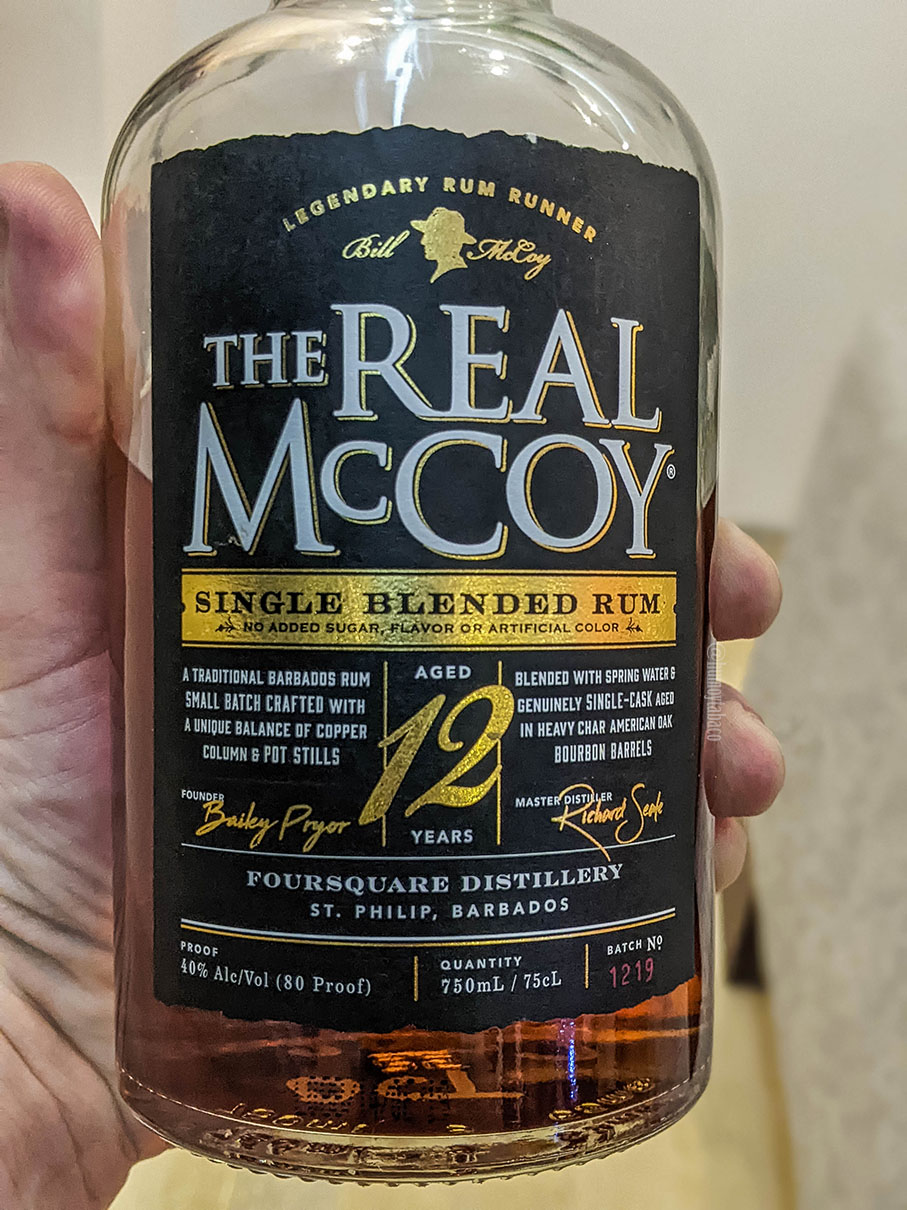 LEGENDARY RUM RUNNER
Bill McCoy
THE REAL
McCOY®
SINGLE BLENDED RUM
NO ADDED SUGAR, FLAVOR OR ARTIFICIAL COLOR
A TRADITIONAL BARBADOS RUM
SMALL BATCH CRAFTED WITH
A UNIQUE BALANCE OF COPPER
COLUMN & POT STILLS
AGED
12
YEARS
BLENDED WITH SPRING WATER &
GENUINELY SINGLE-CASK AGED
IN HEAVY CHAR AMERICAN OAK
BOURBON BARRELS
FOUNDER
Bailey Pryor
MASTER DISTILLER
Richard Seale
FOURSQUARE DISTILLERY
ST. PHILIP, BARBADOS
PROOF
40% Alc/Vol (80 Proof)
QUANTITY
750mL / 75cL
BATCH Nº
1219